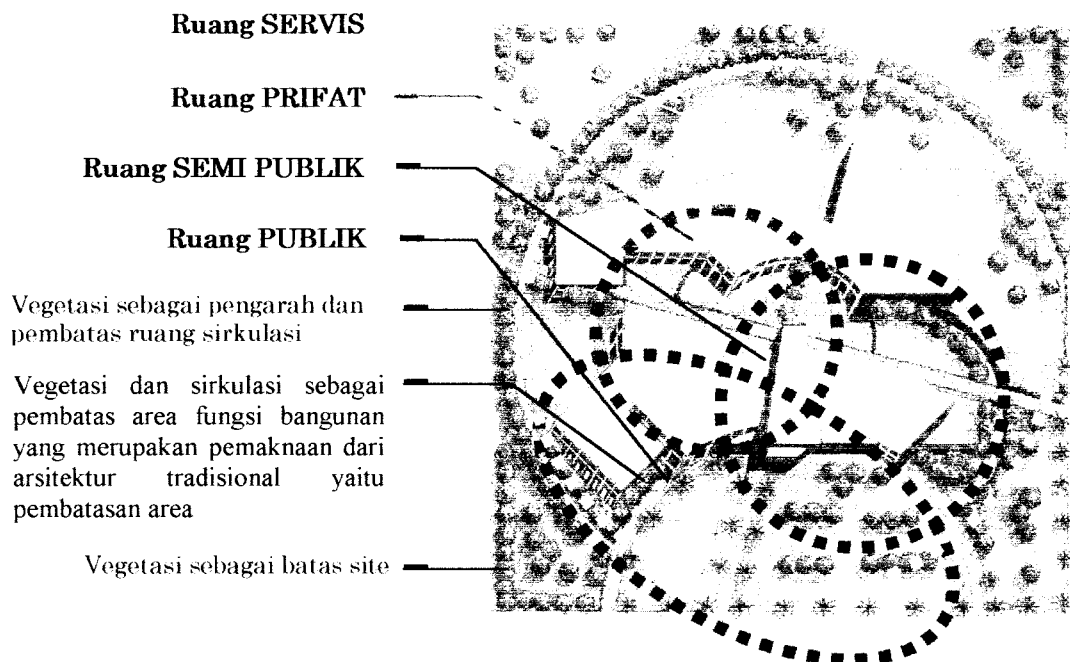 Ruang SERVIS
Ruang PRIFAT
Ruang SEMI PUBLIK
Ruang PUBLIK
Vegetasi sebagai pengarah dan
pembatas ruang sirkulasi
Vegetasi dan sirkulasi sebagai
pembatas area fungsi bangunan
yang merupakan pemaknaan dari
arsitektur tradisional yaitu
pembatasan area
Vegetasi sebagai batas site